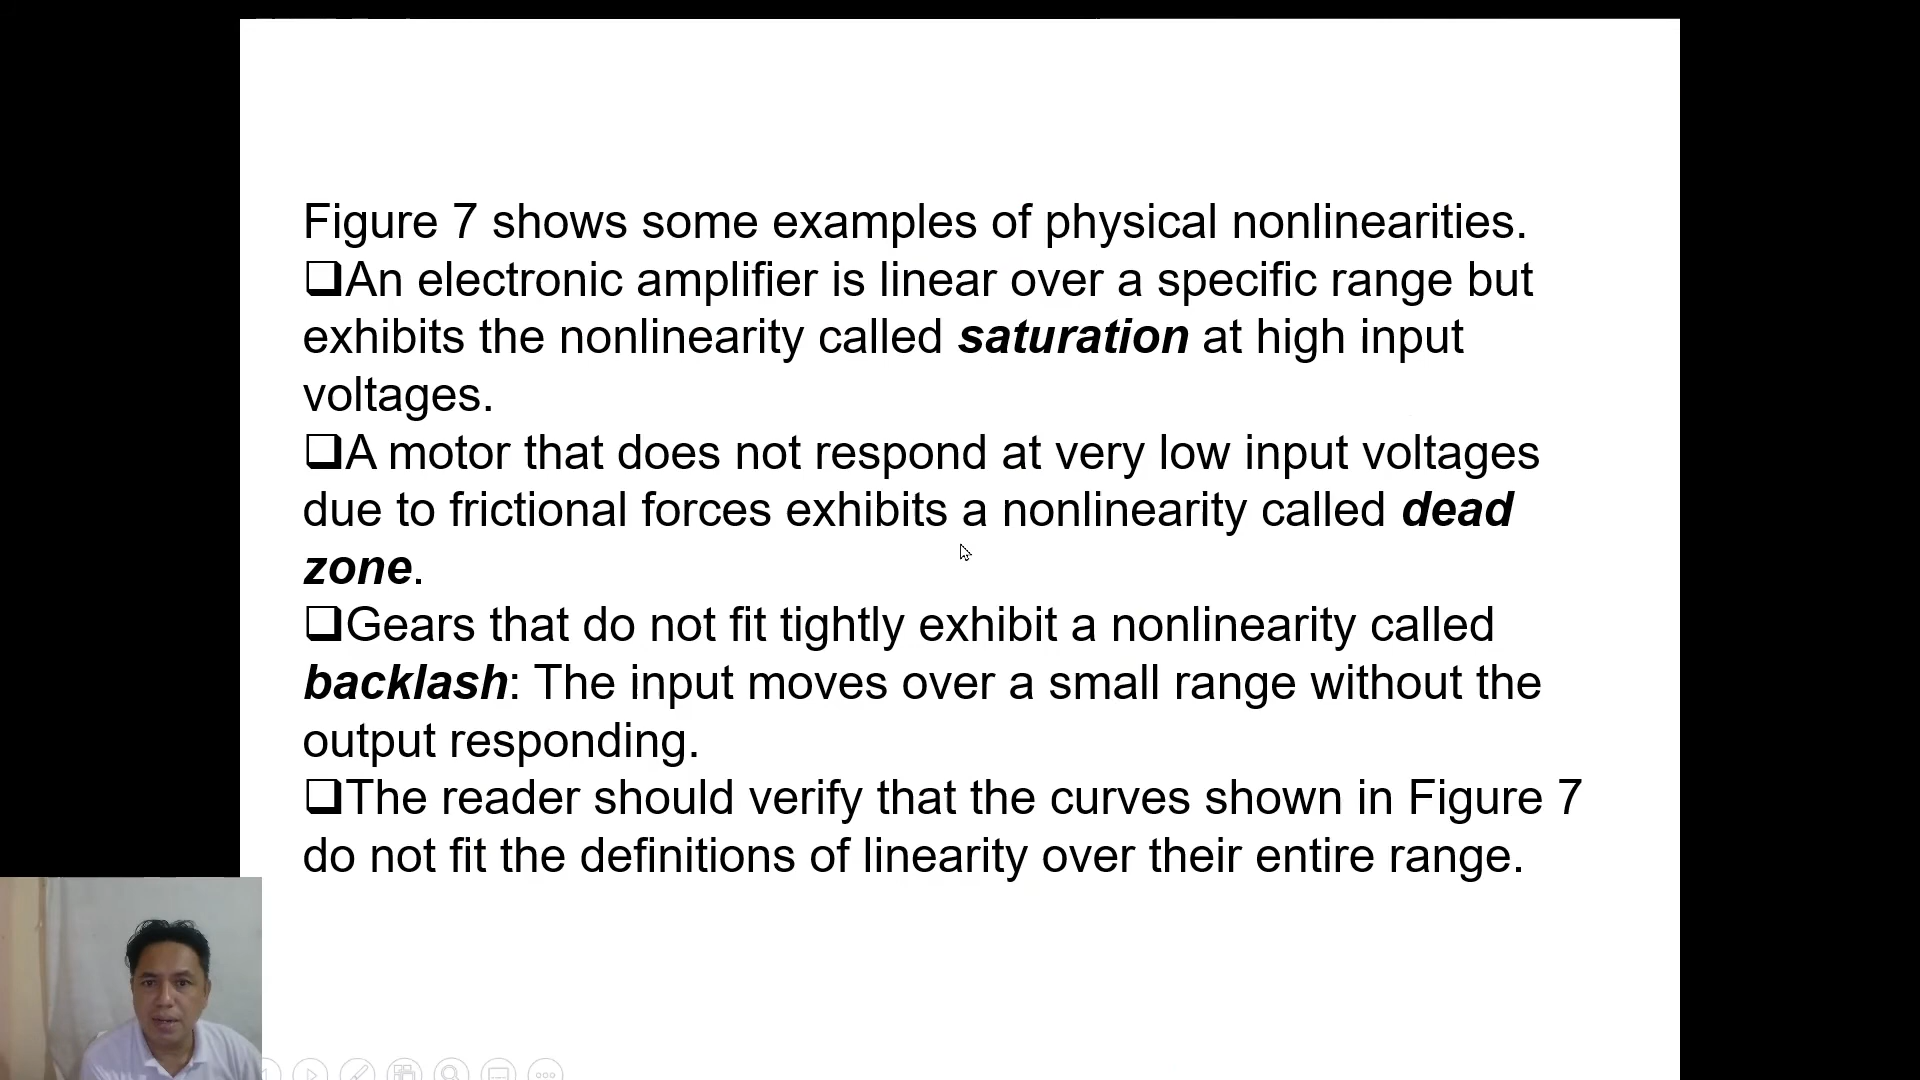 Figure 7 shows some examples of physical nonlinearities.
❑An electronic amplifier is linear over a specific range but
exhibits the nonlinearity called saturation at high input
voltages.
❑A motor that does not respond at very low input voltages
due to frictional forces exhibits a nonlinearity called dead
zone.
❑Gears that do not fit tightly exhibit a nonlinearity called
backlash: The input moves over a small range without the
output responding.
❑The reader should verify that the curves shown in Figure 7
do not fit the definitions of linearity over their entire range.